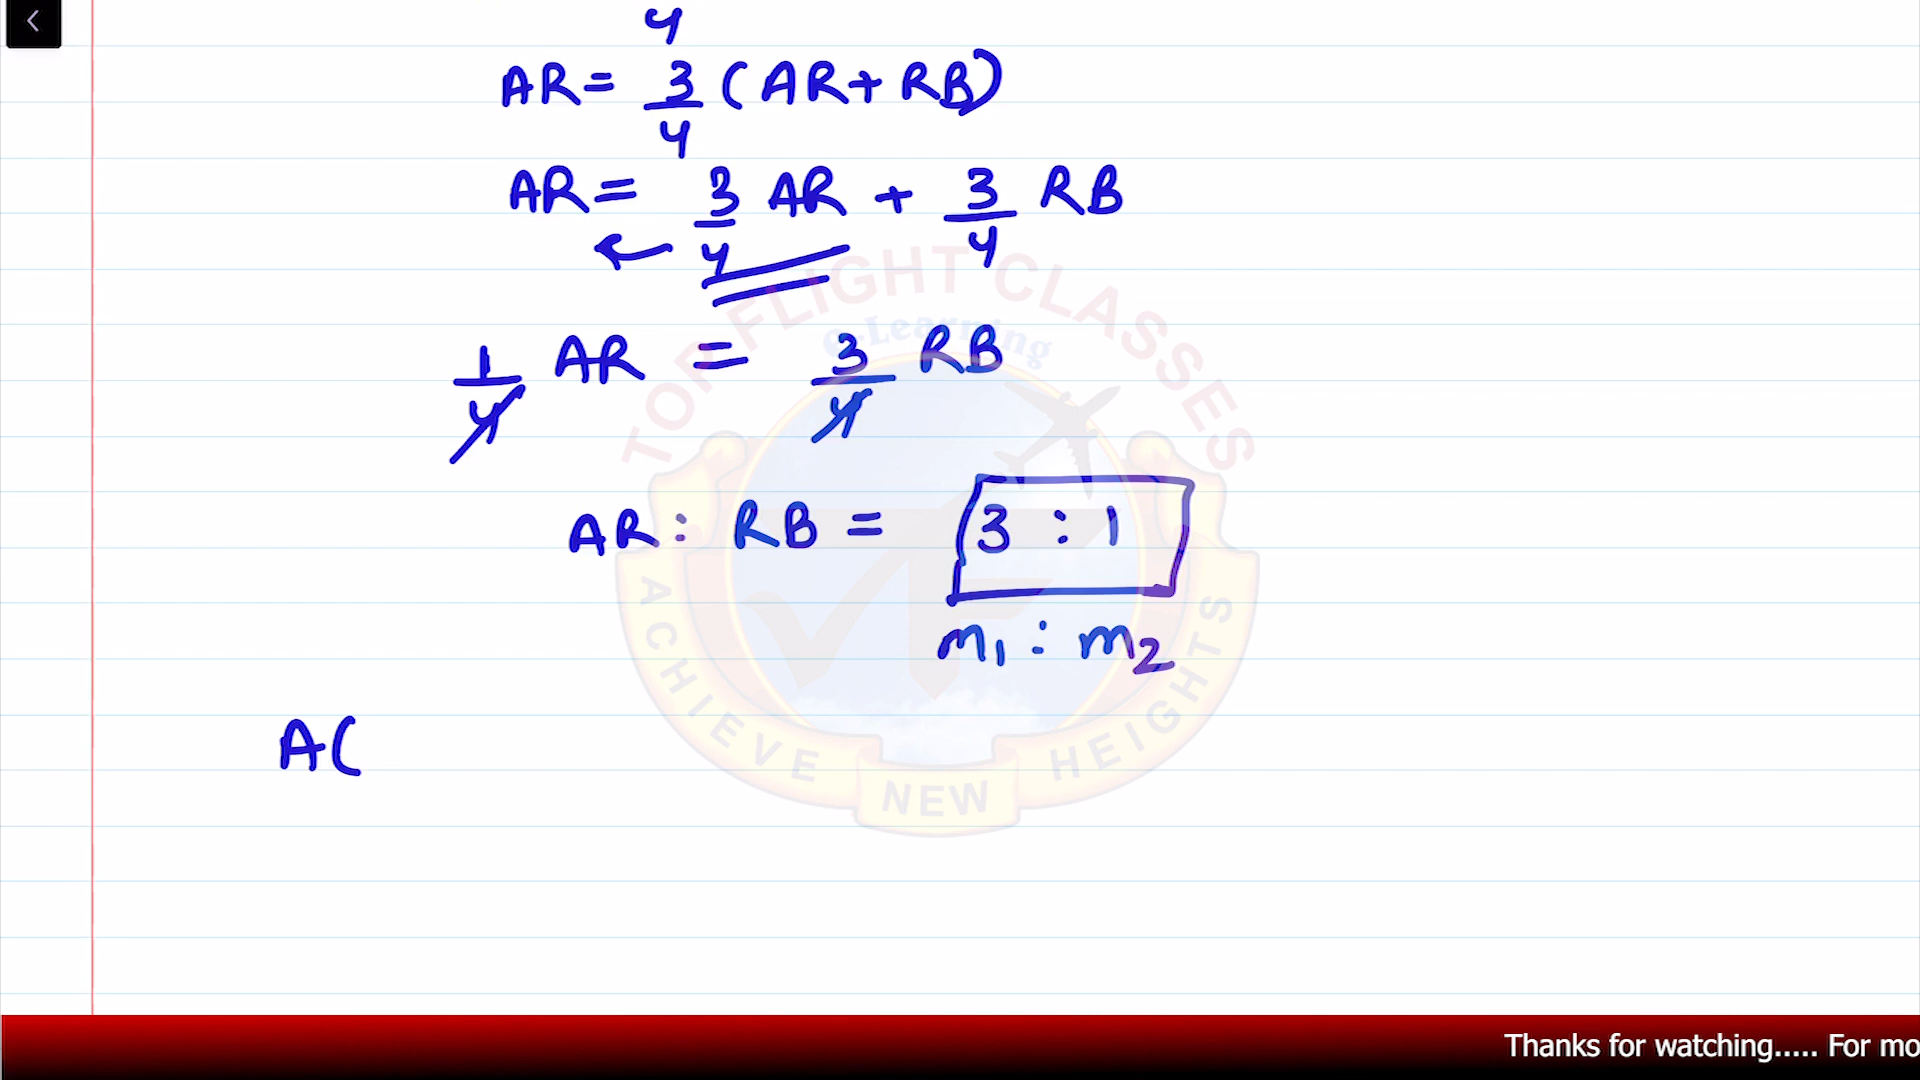 4
AR = 3/4 (AR + RB)
AR = 3/4 AR + 3/4 RB
1/4 AR = 3/4 RB
AR : RB = 3 : 1
m1 : m2
A(
TOP FLIGHT CLASSES
e-Learning
ACHIEVE NEW HEIGHTS
Thanks for watching..... For mo